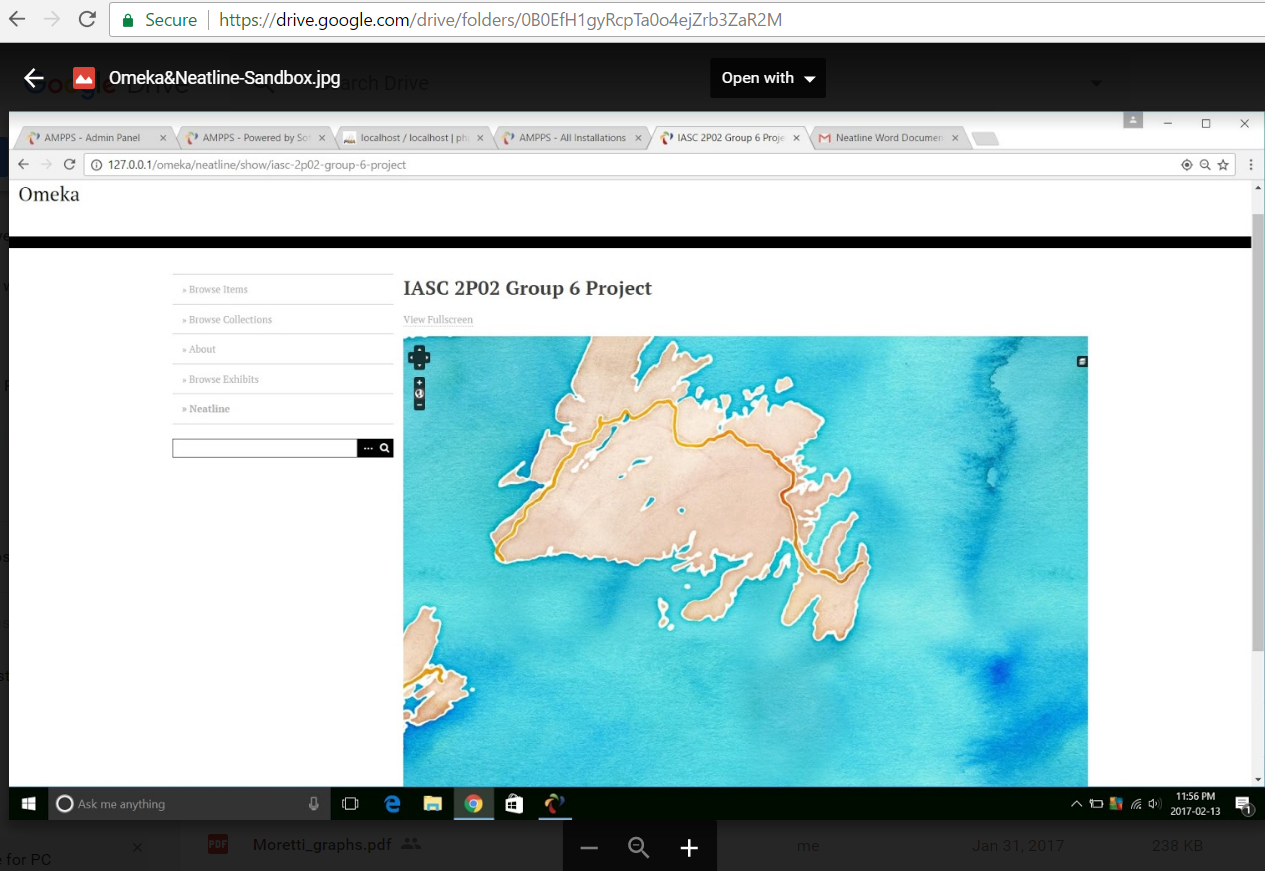 Secure https://drive.google.com/drive/folders/0B0EfH1gyRcpTa0o4ejZrb3ZaR2M
Omeka&Neatline-Sandbox.jpg
Open with
AMPPS - Admin Panel
AMPPS - Powered by So
localhost / localhost | ph
AMPPS - All Installations
IASC 2P02 Group 6 Proje
Neatline Word Documen
127.0.0.1/omeka/neatline/show/iasc-2p02-group-6-project
Omeka
» Browse Items
» Browse Collections
» About
» Browse Exhibits
» Neatline
IASC 2P02 Group 6 Project
View Fullscreen
Ask me anything
11:56 PM
2017-02-13
1
PDF Moretti_graphs.pdf me Jan 31, 2017 238 KB
for PC